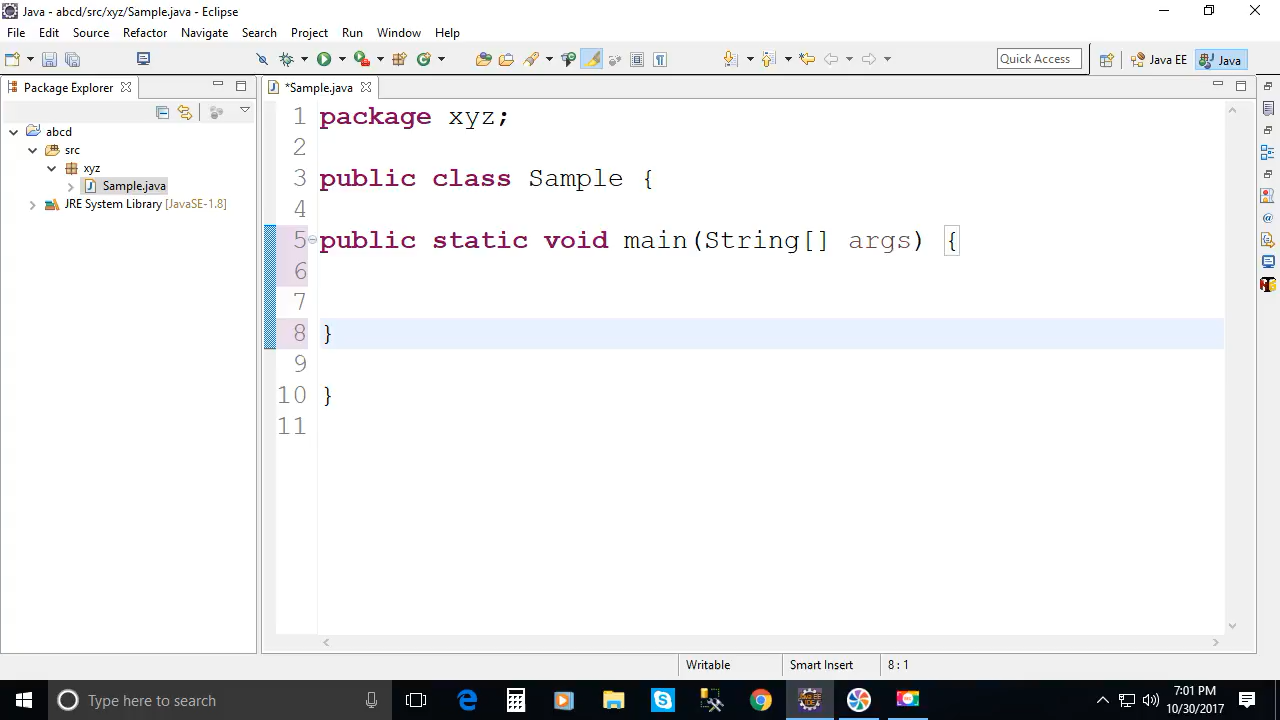 Java - abcd/src/xyz/Sample.java - Eclipse
File Edit Source Refactor Navigate Search Project Run Window Help
Quick Access
Java EE
Java
Package Explorer
abcd
src
xyz
Sample.java
JRE System Library [JavaSE-1.8]
*Sample.java
1 package xyz;
2
3 public class Sample {
4
5 public static void main(String[] args) {
6
7
8 }
9
10 }
11
Writable Smart Insert 8 : 1
Type here to search
7:01 PM
10/30/2017